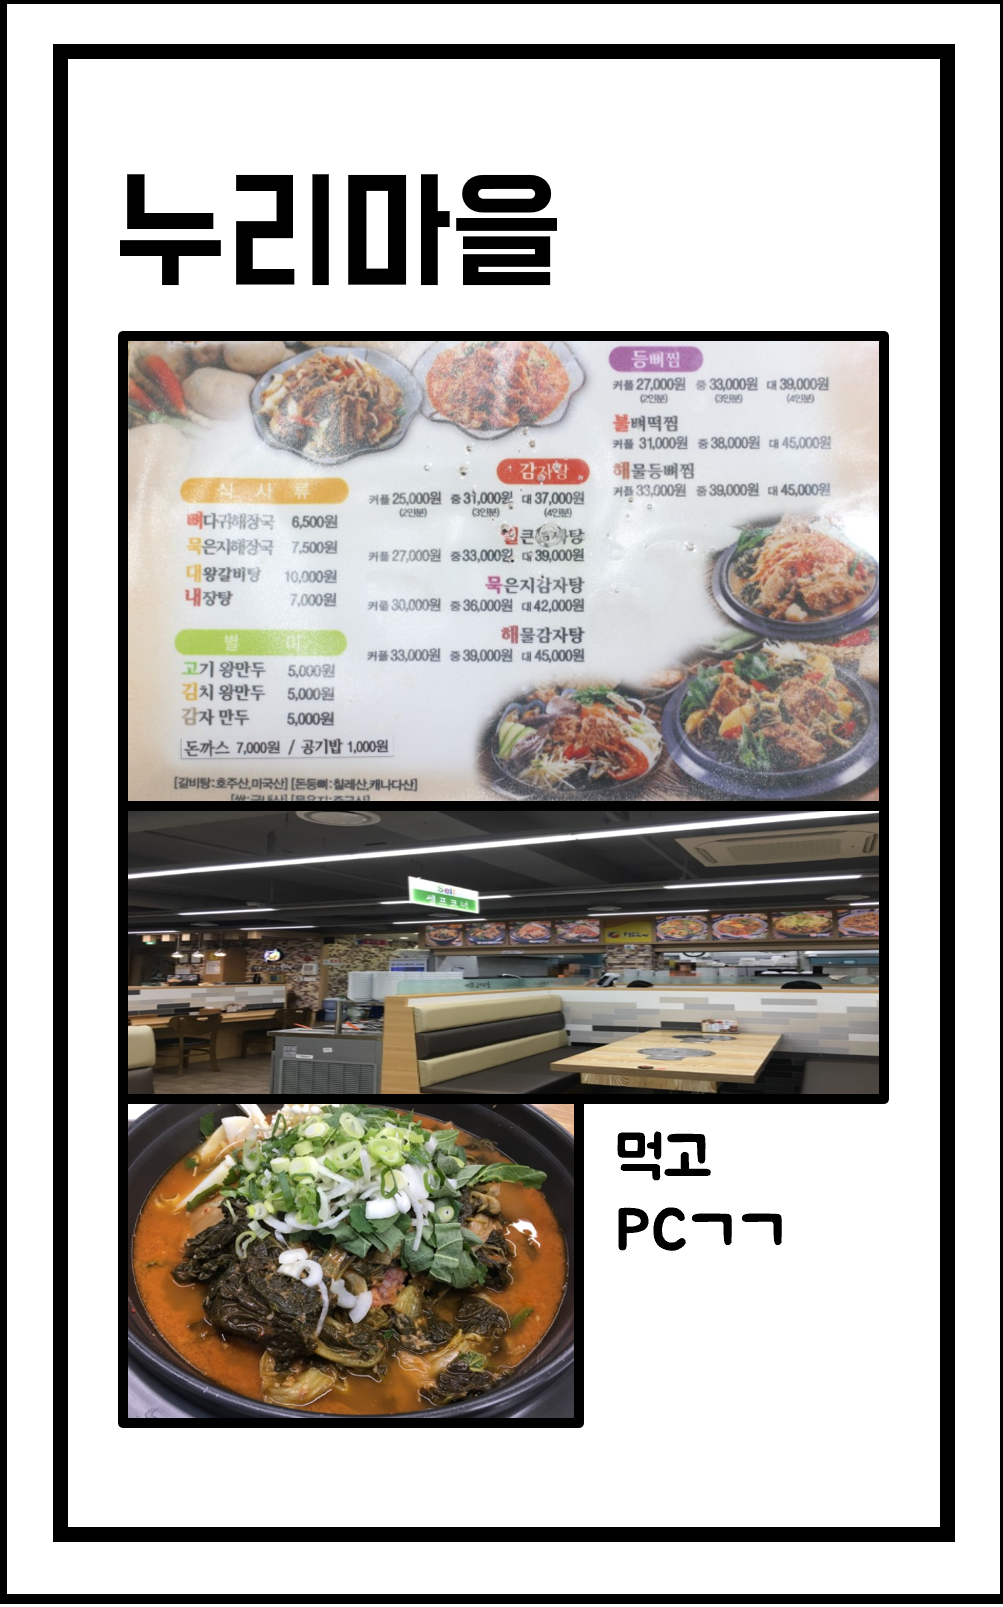 누리마을
등뼈찜
커플 27,000원 중 33,000원 대 39,000원
(2인분) (3인분) (4인분)
불뼈떡찜
커플 31,000원 중 38,000원 대 45,000원
해물등뼈찜
커플 33,000원 중 39,000원 대 45,000원
감자탕
커플 25,000원 중 31,000원 대 37,000원
(2인분) (3인분) (4인분)
커플 27,000원 중 33,000원 대 39,000원
묵은지감자탕
커플 30,000원 중 36,000원 대 42,000원
해물감자탕
커플 33,000원 중 39,000원 대 45,000원
식 사 류
뼈다귀해장국 6,500원
묵은지해장국 7,500원
대왕갈비탕 10,000원
내장탕 7,000원
별 미
고기 왕만두 5,000원
김치 왕만두 5,000원
감자 만두 5,000원
돈까스 7,000원 / 공기밥 1,000원
[갈비탕:호주산,미국산] [돈등뼈:칠레산,캐나다산]
Self
셀프코너
먹고
PCㄱㄱ